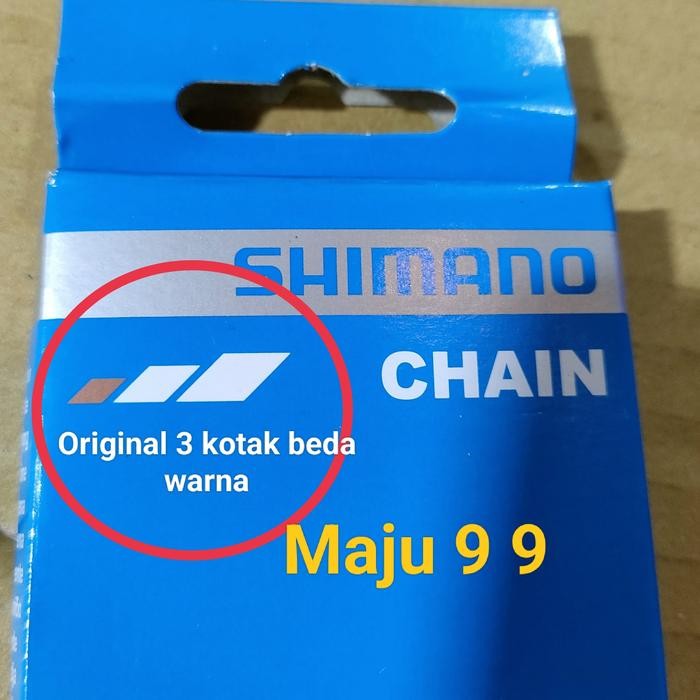 SHIMANO
CHAIN
Original 3 kotak beda
warna
Maju 9 9